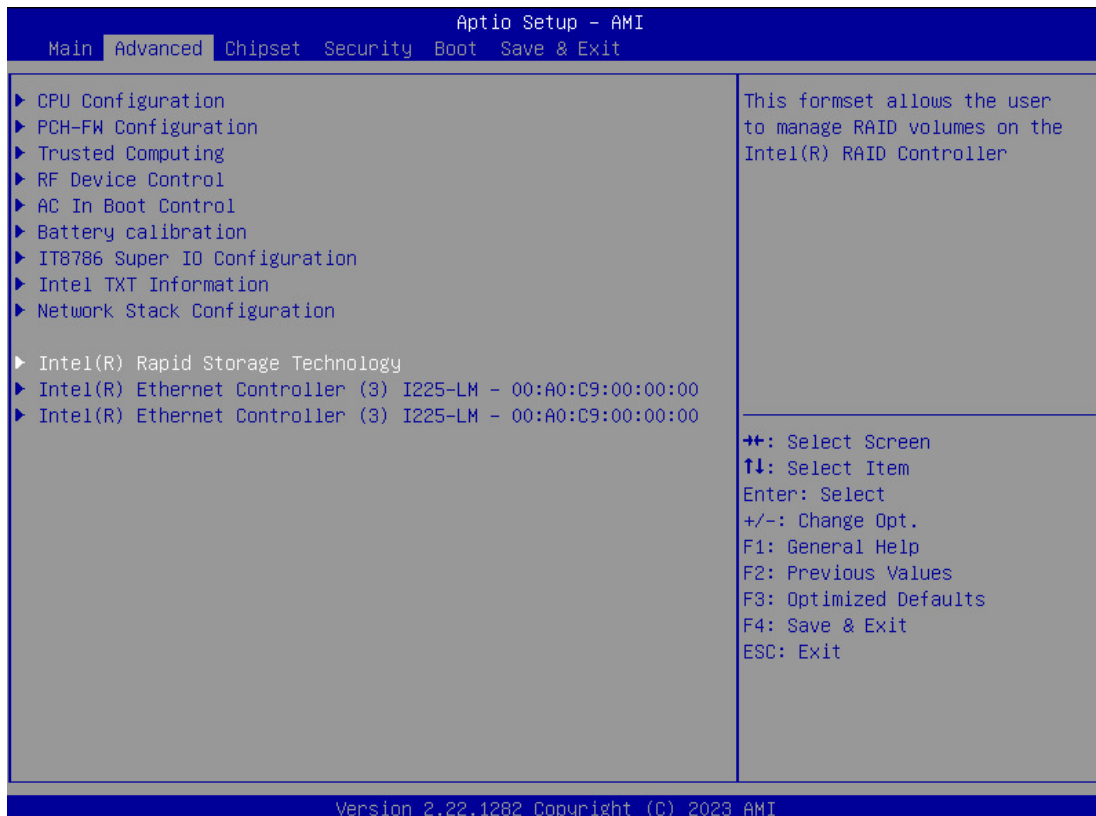 Aptio Setup – AMI
Main Advanced Chipset Security Boot Save & Exit
▶ CPU Configuration
▶ PCH-FW Configuration
▶ Trusted Computing
▶ RF Device Control
▶ AC In Boot Control
▶ Battery calibration
▶ IT8786 Super IO Configuration
▶ Intel TXT Information
▶ Network Stack Configuration
▶ Intel(R) Rapid Storage Technology
▶ Intel(R) Ethernet Controller (3) I225-LM – 00:A0:C9:00:00:00
▶ Intel(R) Ethernet Controller (3) I225-LM – 00:A0:C9:00:00:00
This formset allows the user
to manage RAID volumes on the
Intel(R) RAID Controller
→←: Select Screen
↑↓: Select Item
Enter: Select
+/-: Change Opt.
F1: General Help
F2: Previous Values
F3: Optimized Defaults
F4: Save & Exit
ESC: Exit
Version 2.22.1282 Copyright (C) 2023 AMI